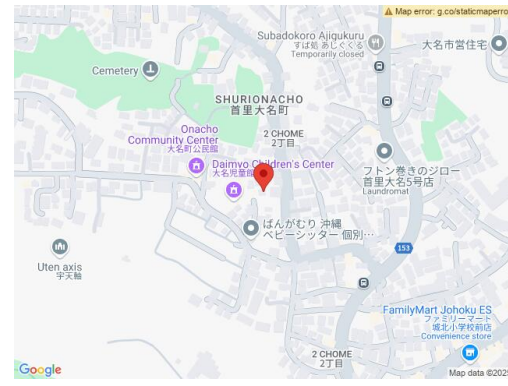 Map error: g.co/staticmaperro
Subadokoro Ajigukuru
すば処 あじぐくる
Temporarily closed
大名市営住宅
Cemetery
SHURIONACHO
首里大名町
Onacho
Community Center
大名町公民館
2 CHOME
2丁目
Daimyo Children's Center
大名児童館
フトン巻きのジロー
首里大名5号店
Laundromat
ばんがむり 沖縄
ベビーシッター 個別…
153
Uten axis
宇天軸
FamilyMart Johoku ES
ファミリーマート
城北小学校前店
Convenience store
2 CHOME
2丁目
Google
Map data ©2025